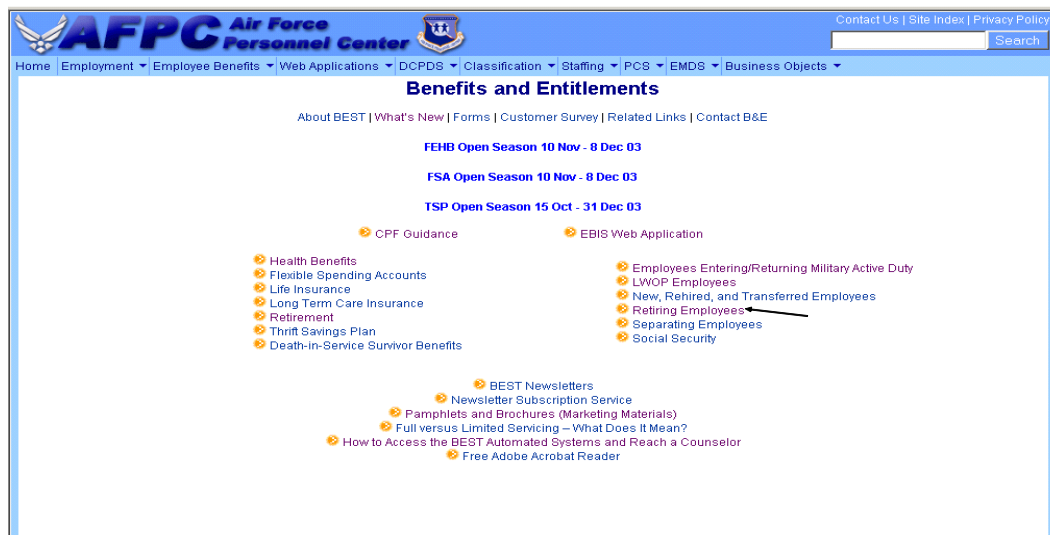 AFPC Air Force Personnel Center
Contact Us | Site Index | Privacy Policy
Search
Home Employment Employee Benefits Web Applications DCPDS Classification Staffing PCS EMDS Business Objects
Benefits and Entitlements
About BEST | What's New | Forms | Customer Survey | Related Links | Contact B&E
FEHB Open Season 10 Nov - 8 Dec 03
FSA Open Season 10 Nov - 8 Dec 03
TSP Open Season 15 Oct - 31 Dec 03
CPF Guidance
EBIS Web Application
Health Benefits
Flexible Spending Accounts
Life Insurance
Long Term Care Insurance
Retirement
Thrift Savings Plan
Death-in-Service Survivor Benefits
Employees Entering/Returning Military Active Duty
LWOP Employees
New, Rehired, and Transferred Employees
Retiring Employees
Separating Employees
Social Security
BEST Newsletters
Newsletter Subscription Service
Pamphlets and Brochures (Marketing Materials)
Full versus Limited Servicing – What Does It Mean?
How to Access the BEST Automated Systems and Reach a Counselor
Free Adobe Acrobat Reader